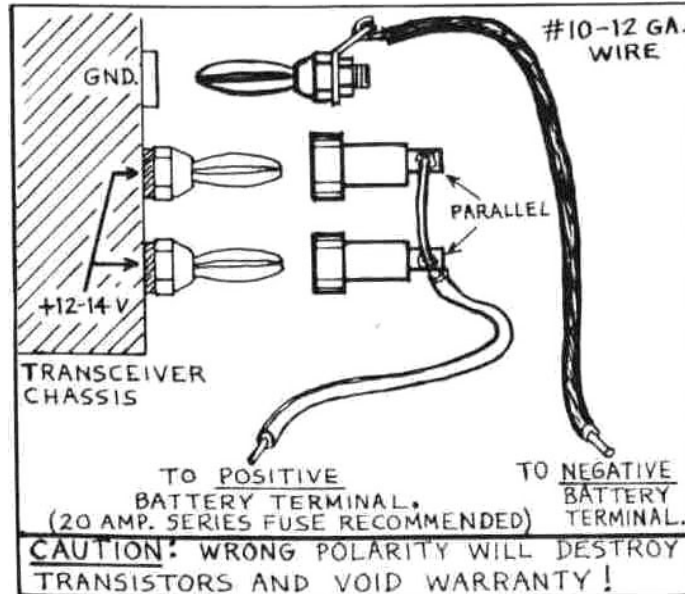 #10-12 GA.
WIRE
GND.
PARALLEL
+12-14 V
TRANSCEIVER
CHASSIS
TO POSITIVE
BATTERY TERMINAL.
(20 AMP. SERIES FUSE RECOMMENDED)
TO NEGATIVE
BATTERY
TERMINAL.
CAUTION: WRONG POLARITY WILL DESTROY
TRANSISTORS AND VOID WARRANTY!